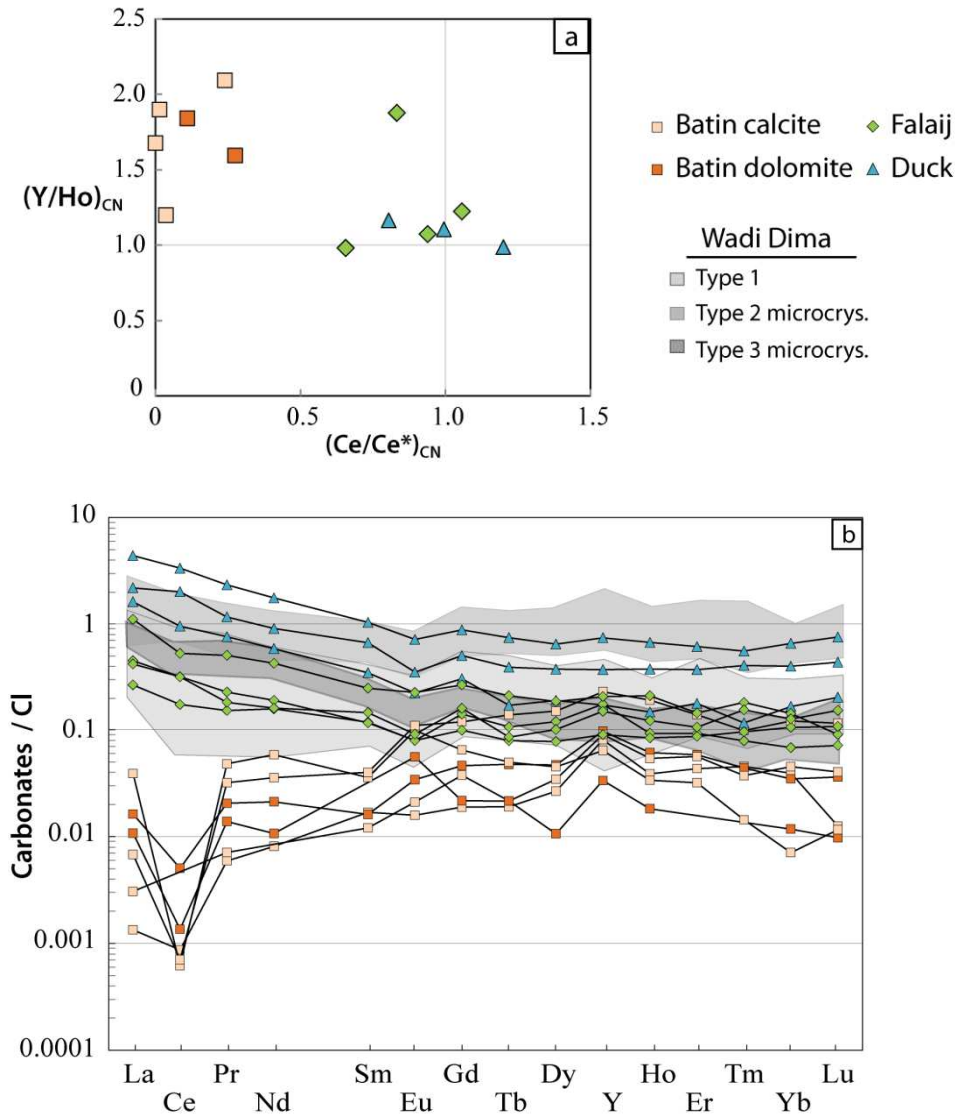 2.5
2.0
1.5
1.0
0.5
0
(Y/Ho)CN
a
0
0.5
1.0
1.5
(Ce/Ce*)CN
Batin calcite
Falaij
Batin dolomite
Duck
Wadi Dima
Type 1
Type 2 microcrys.
Type 3 microcrys.
b
10
1
0.1
0.01
0.001
0.0001
Carbonates / CI
La Pr Sm Gd Dy Ho Tm Lu
Ce Nd Eu Tb Y Er Yb